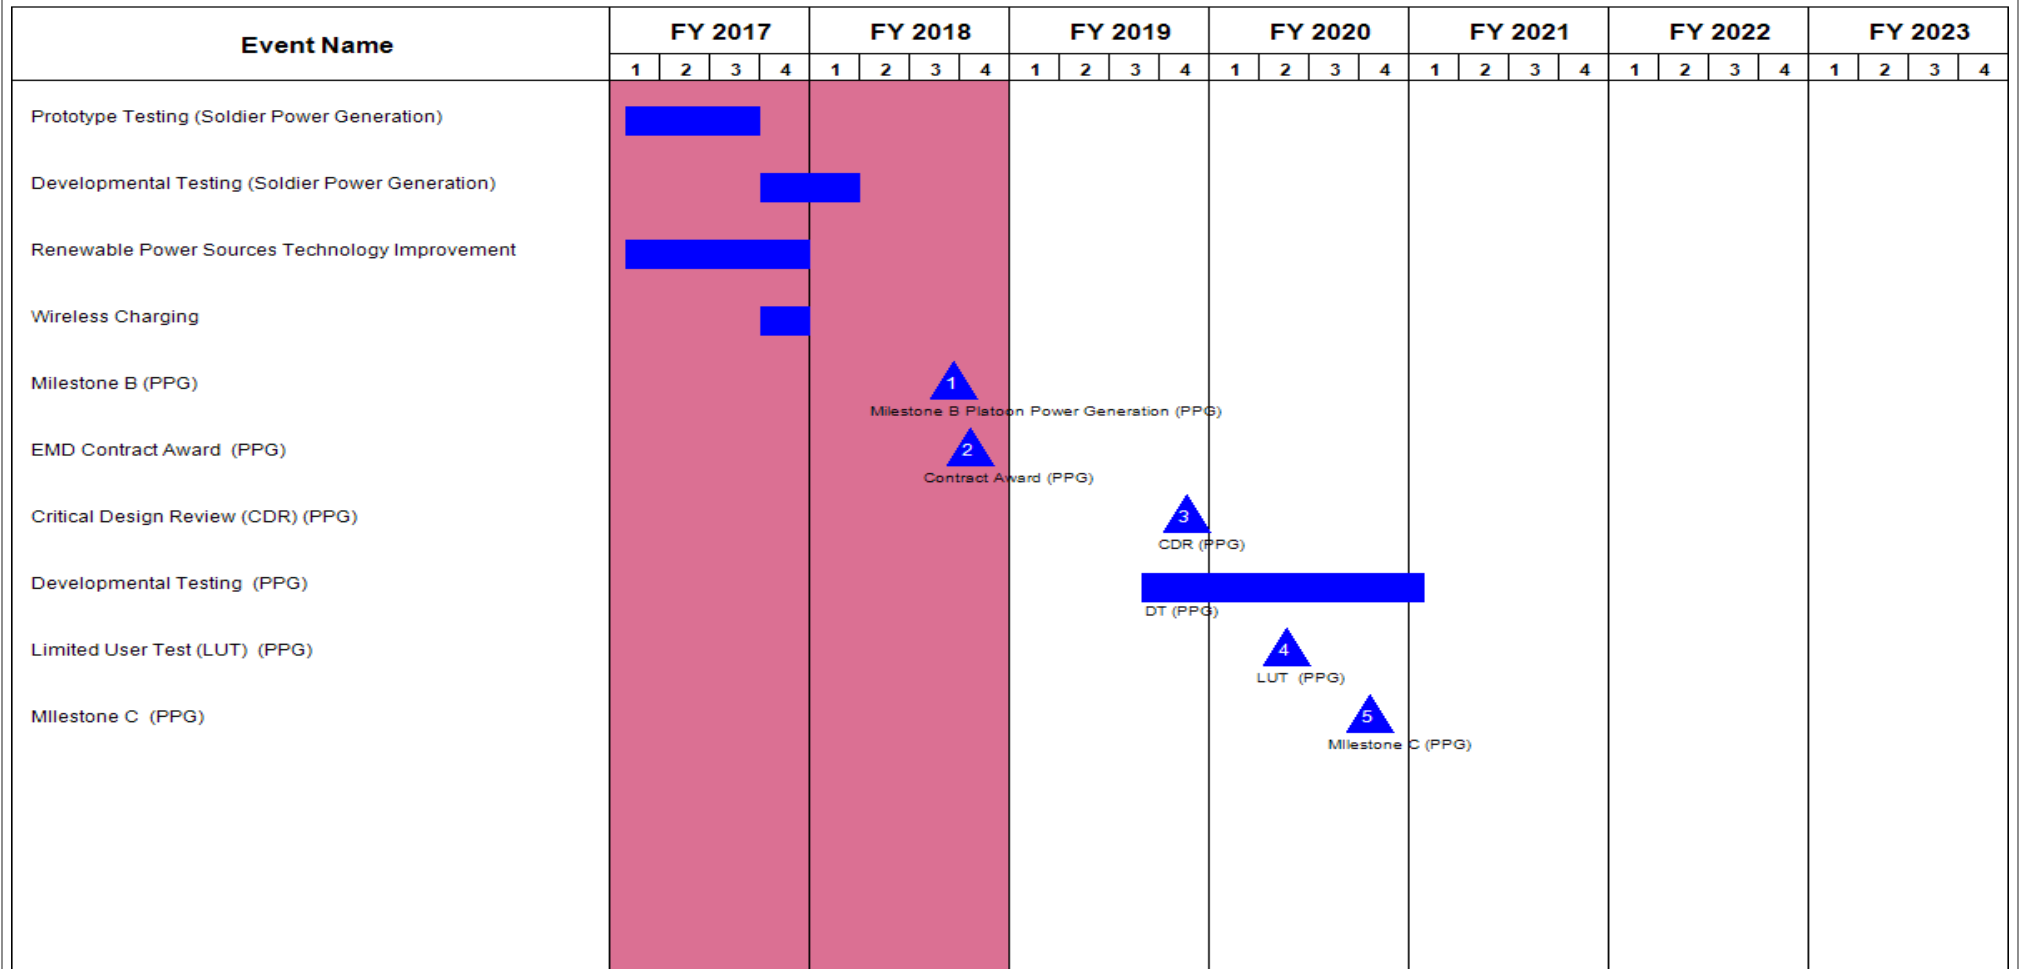 Event Name
FY 2017 FY 2018 FY 2019 FY 2020 FY 2021 FY 2022 FY 2023
1 2 3 4 1 2 3 4 1 2 3 4 1 2 3 4 1 2 3 4 1 2 3 4 1 2 3 4
Prototype Testing (Soldier Power Generation)
Developmental Testing (Soldier Power Generation)
Renewable Power Sources Technology Improvement
Wireless Charging
Milestone B (PPG)
1
Milestone B Platoon Power Generation (PPG)
EMD Contract Award (PPG)
2
Contract Award (PPG)
Critical Design Review (CDR) (PPG)
3
CDR (PPG)
Developmental Testing (PPG)
DT (PPG)
Limited User Test (LUT) (PPG)
4
LUT (PPG)
MIlestone C (PPG)
5
MIlestone C (PPG)